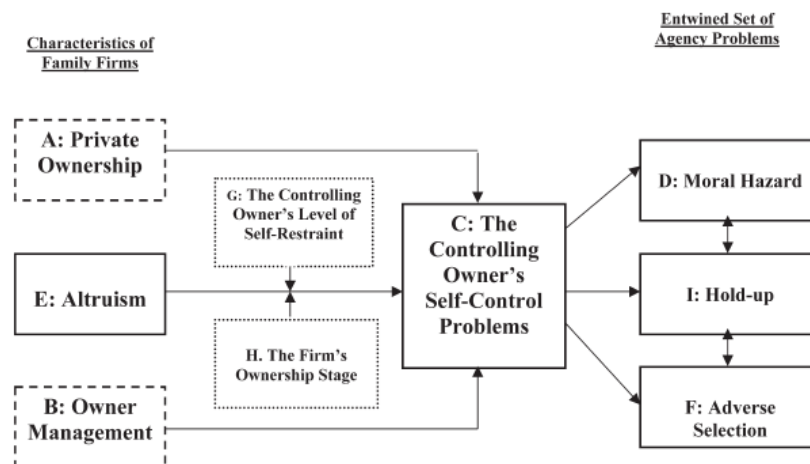 Characteristics of
Family Firms
Entwined Set of
Agency Problems
A: Private
Ownership
G: The Controlling
Owner's Level of
Self-Restraint
E: Altruism
H. The Firm's
Ownership Stage
B: Owner
Management
C: The
Controlling
Owner's
Self-Control
Problems
D: Moral Hazard
I: Hold-up
F: Adverse
Selection